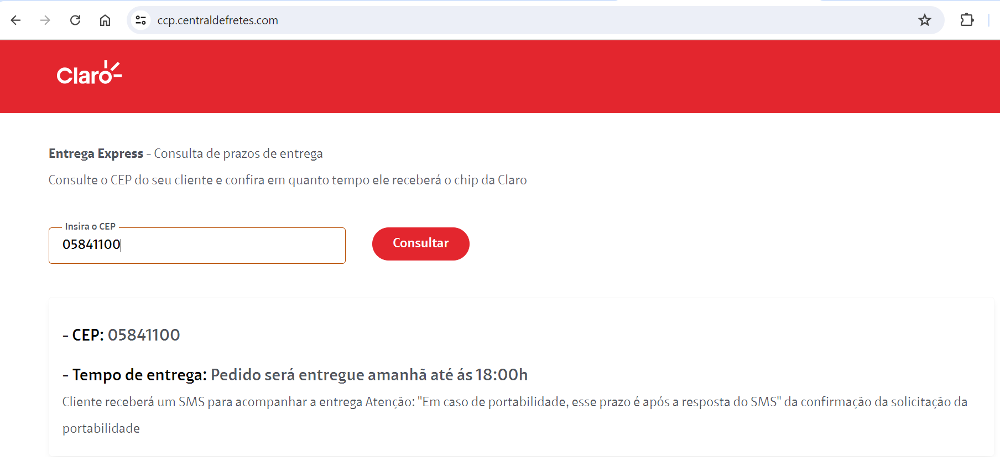 ccp.centraldefretes.com
Claro
Entrega Express - Consulta de prazos de entrega
Consulte o CEP do seu cliente e confira em quanto tempo ele receberá o chip da Claro
Insira o CEP
05841100
Consultar
- CEP: 05841100
- Tempo de entrega: Pedido será entregue amanhã até ás 18:00h
Cliente receberá um SMS para acompanhar a entrega Atenção: "Em caso de portabilidade, esse prazo é após a resposta do SMS" da confirmação da solicitação da
portabilidade